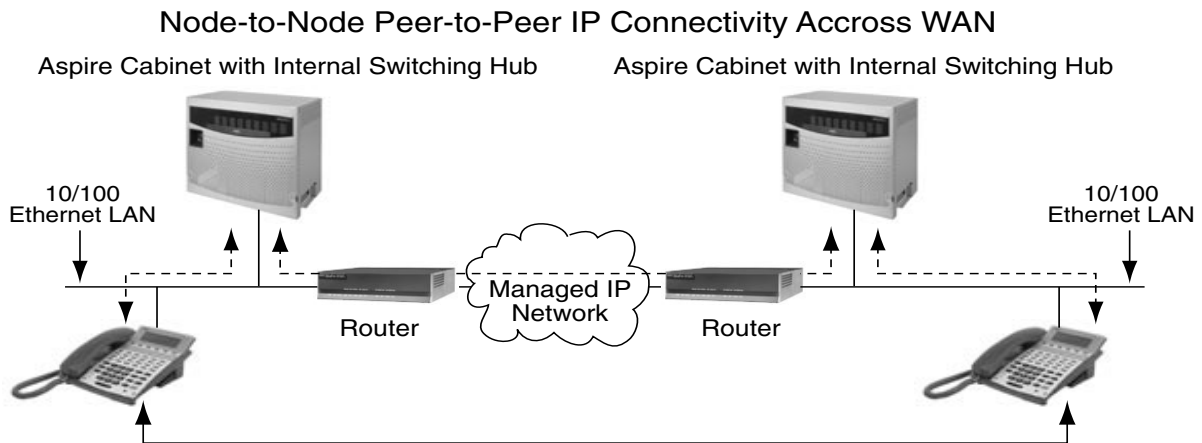 Node-to-Node Peer-to-Peer IP Connectivity Accross WAN
Aspire Cabinet with Internal Switching Hub
Aspire Cabinet with Internal Switching Hub
10/100
Ethernet LAN
10/100
Ethernet LAN
Managed IP
Network
Router
Router